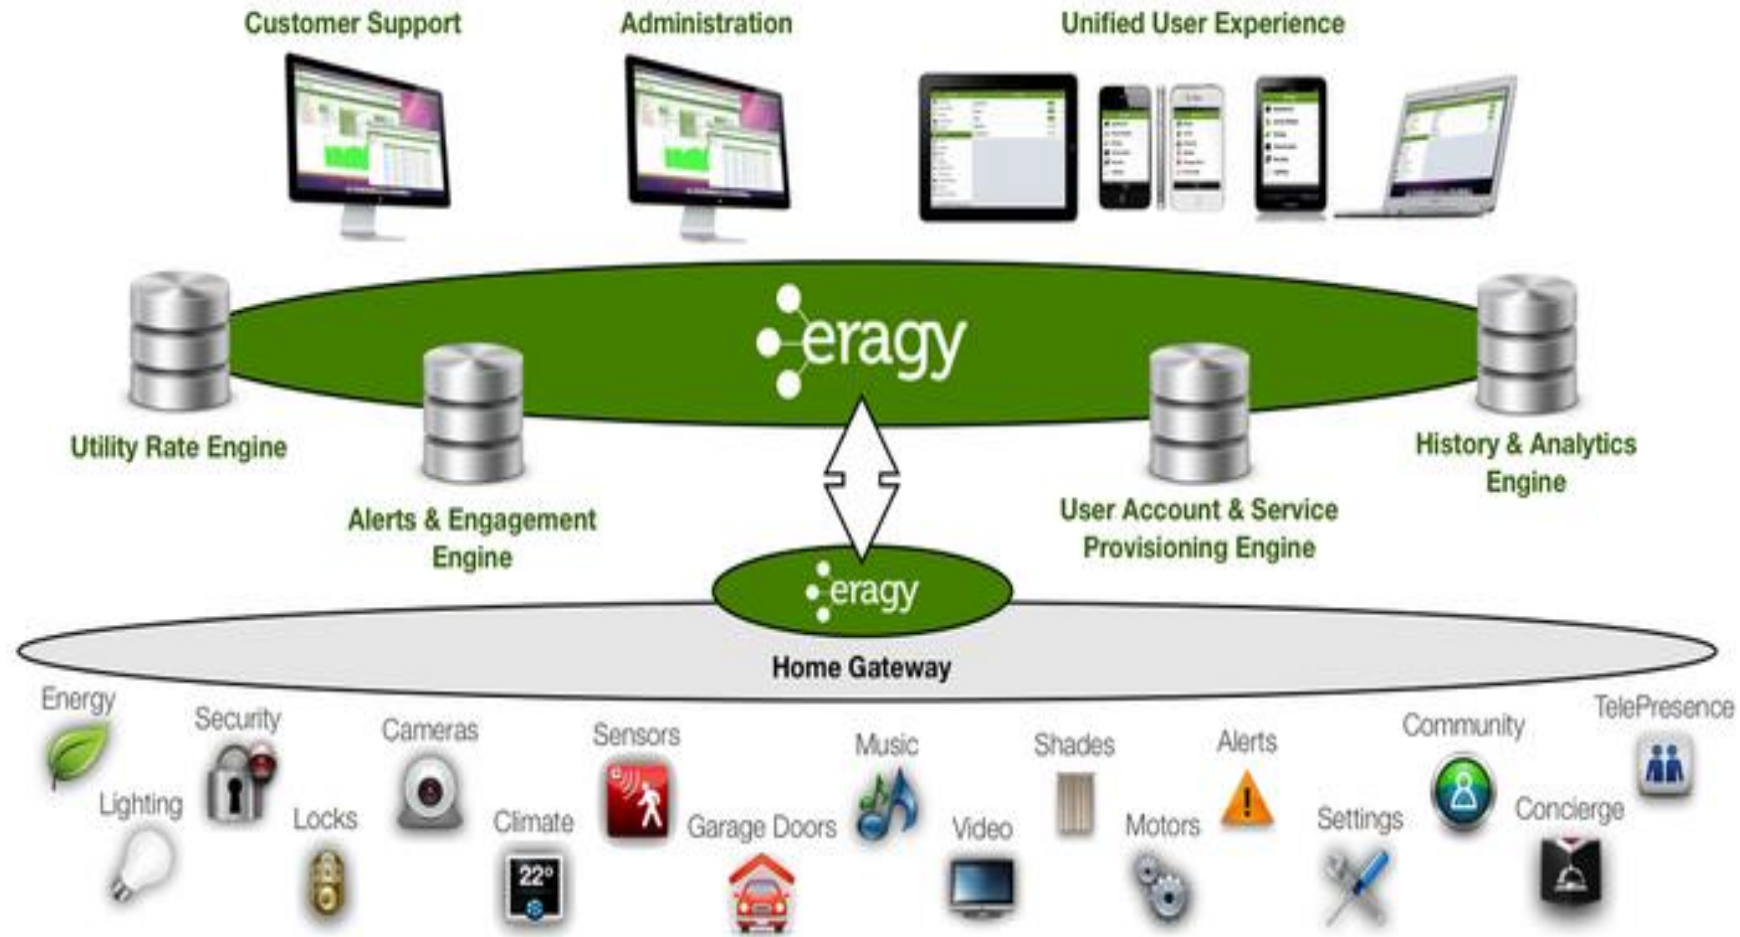 Customer Support
Administration
Unified User Experience
eragy
Utility Rate Engine
Alerts & Engagement
Engine
User Account & Service
Provisioning Engine
History & Analytics
Engine
eragy
Home Gateway
Energy
Lighting
Security
Locks
Cameras
Climate
22°
Sensors
Garage Doors
Music
Video
Shades
Motors
Alerts
Settings
Community
Concierge
TelePresence